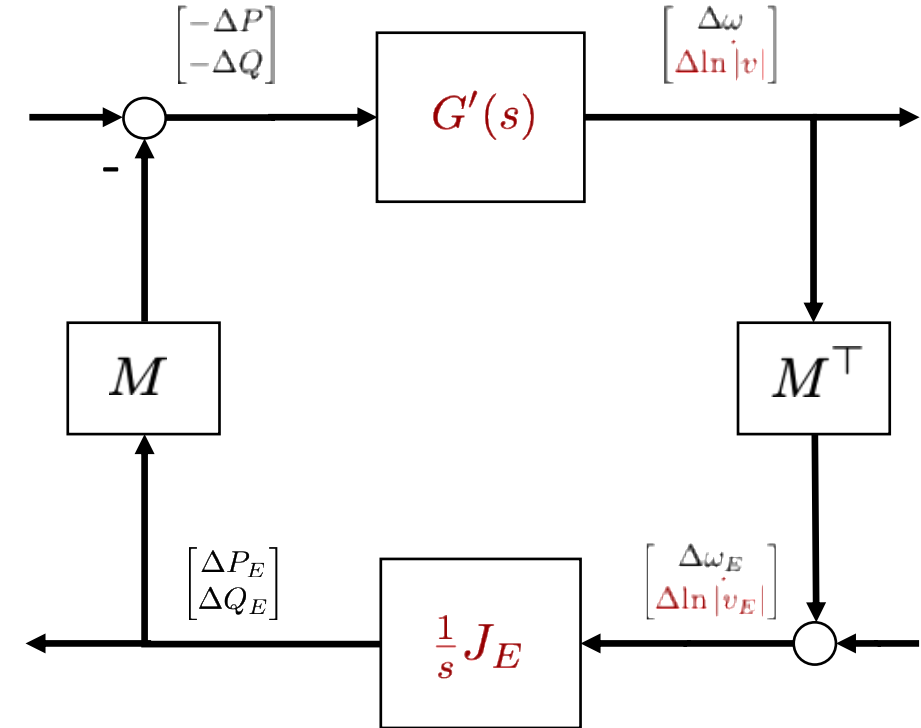 [−ΔP
−ΔQ]
G′(s)
[Δω
Δln |v|̇]
-
M
M⊤
[ΔP_E
ΔQ_E]
1/s J_E
[Δω_E
Δln |v_E|̇]